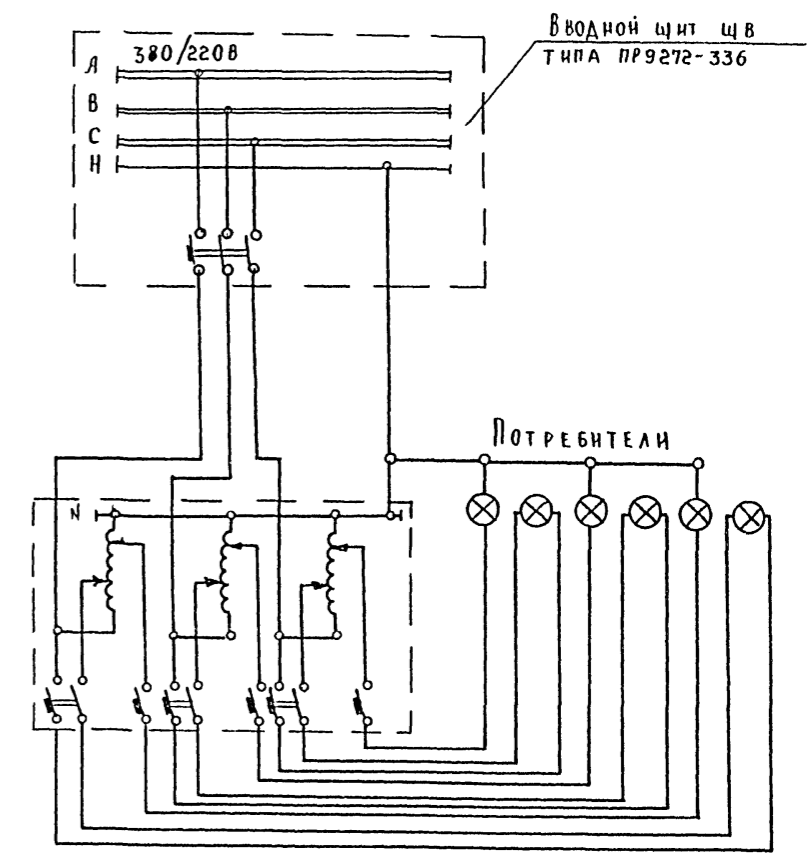 Вводной щит ЩВ
типа ПР9272-336
380/220В
А
В
С
Н
Потребители
N